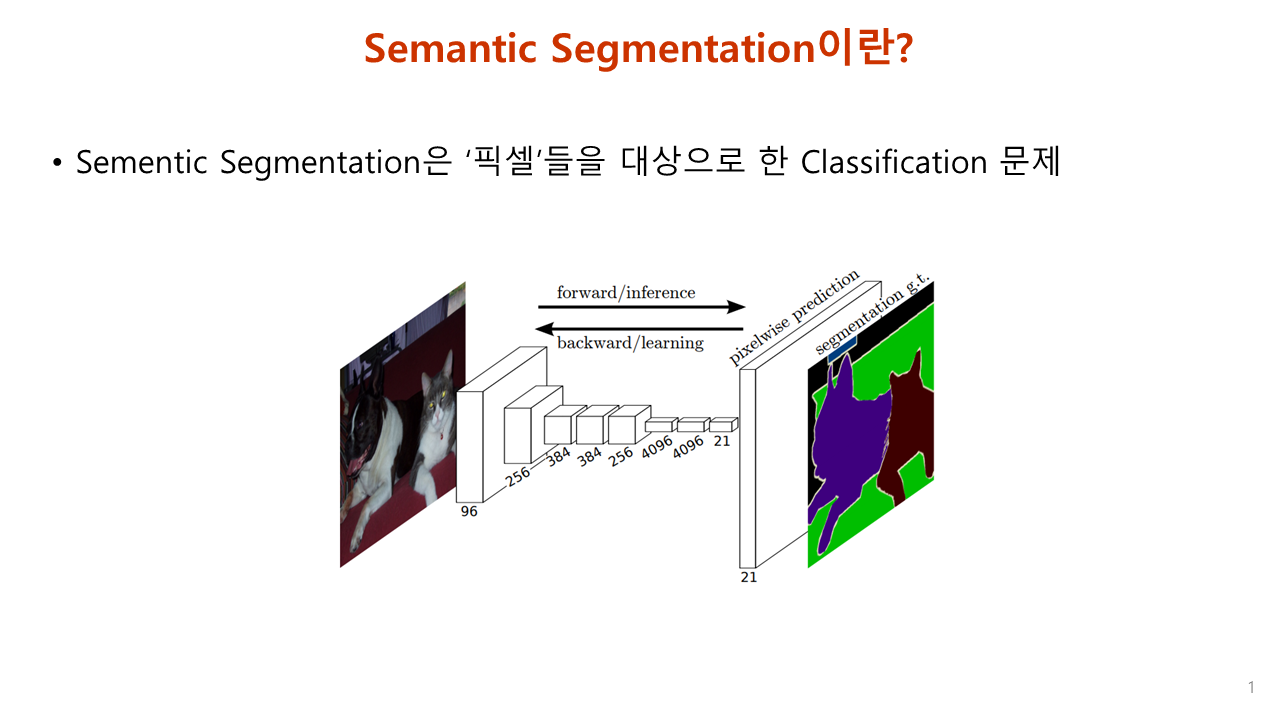 Semantic Segmentation이란?
• Sementic Segmentation은 ‘픽셀’들을 대상으로 한 Classification 문제
forward/inference
backward/learning
pixelwise prediction
segmentation g.t.
96
256
384
384
256
4096
4096
21
21
1